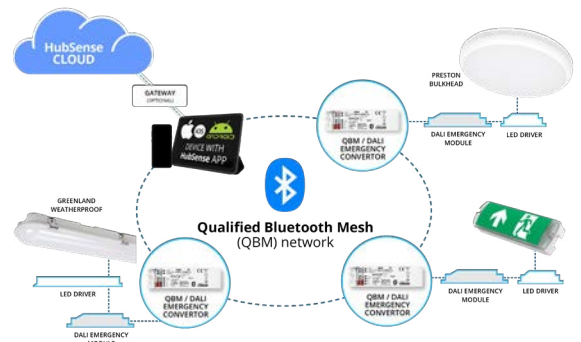 HubSense
CLOUD
GATEWAY
(OPTIONAL)
iOS
ANDROID
DEVICE WITH
HubSense APP
PRESTON
BULKHEAD
QBM / DALI
EMERGENCY
CONVERTOR
DALI EMERGENCY
MODULE
LED DRIVER
GREENLAND
WEATHERPROOF
Qualified Bluetooth Mesh
(QBM) network
LED DRIVER
DALI EMERGENCY
QBM / DALI
EMERGENCY
CONVERTOR
QBM / DALI
EMERGENCY
CONVERTOR
DALI EMERGENCY
MODULE
LED DRIVER